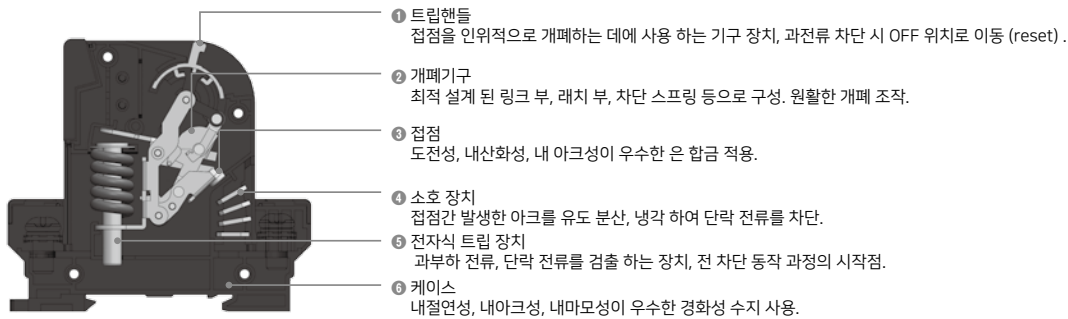 ❶ 트립핸들
접점을 인위적으로 개폐하는 데에 사용 하는 기구 장치, 과전류 차단 시 OFF 위치로 이동 (reset) .
❷ 개폐기구
최적 설계 된 링크 부, 래치 부, 차단 스프링 등으로 구성. 원활한 개폐 조작.
❸ 접점
도전성, 내산화성, 내 아크성이 우수한 은 합금 적용.
❹ 소호 장치
접점간 발생한 아크를 유도 분산, 냉각 하여 단락 전류를 차단.
❺ 전자식 트립 장치
과부하 전류, 단락 전류를 검출 하는 장치, 전 차단 동작 과정의 시작점.
❻ 케이스
내절연성, 내아크성, 내마모성이 우수한 경화성 수지 사용.